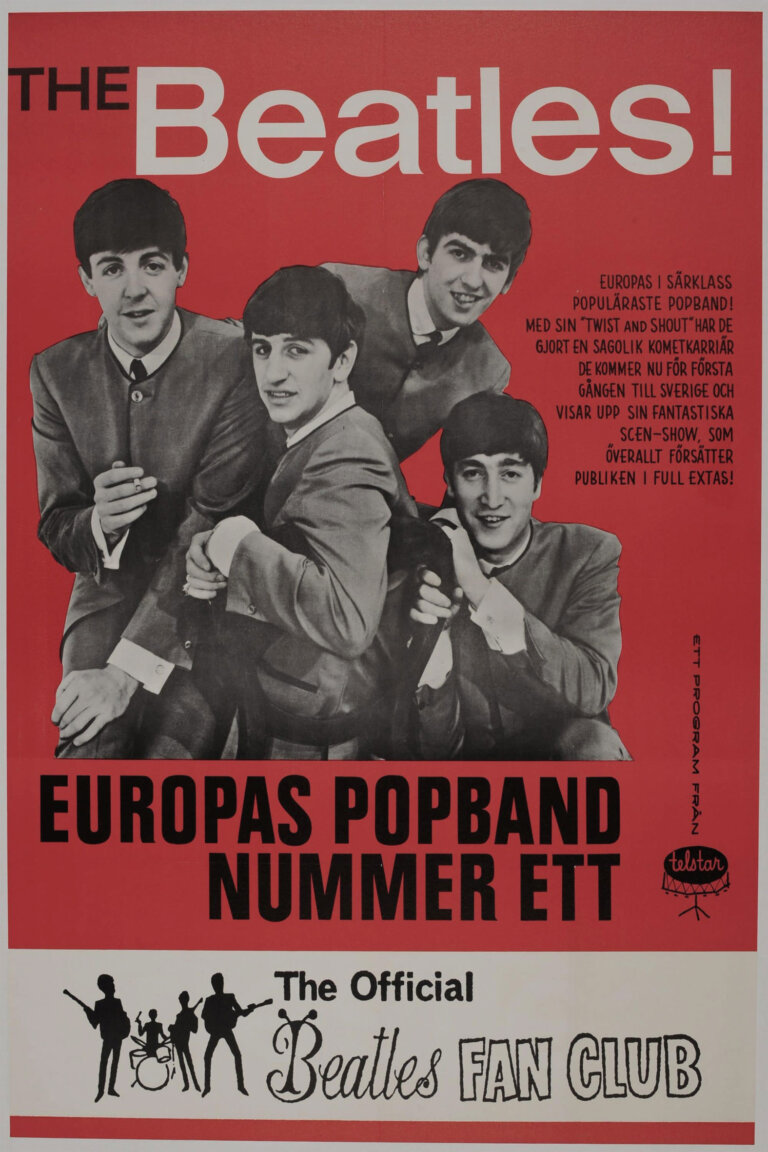 THE Beatles!
EUROPAS I SÄRKLASS
POPULÄRASTE POPBAND!
MED SIN "TWIST AND SHOUT" HAR DE
GJORT EN SAGOLIK KOMETKARRIÄR
DE KOMMER NU FÖR FÖRSTA
GÅNGEN TILL SVERIGE OCH
VISAR UPP SIN FANTASTISKA
SCEN-SHOW, SOM
ÖVERALLT FÖRSÄTTER
PUBLIKEN I FULL EXTAS!
ETT PROGRAM FRÅN
telstar
EUROPAS POPBAND
NUMMER ETT
The Official
Beatles FAN CLUB